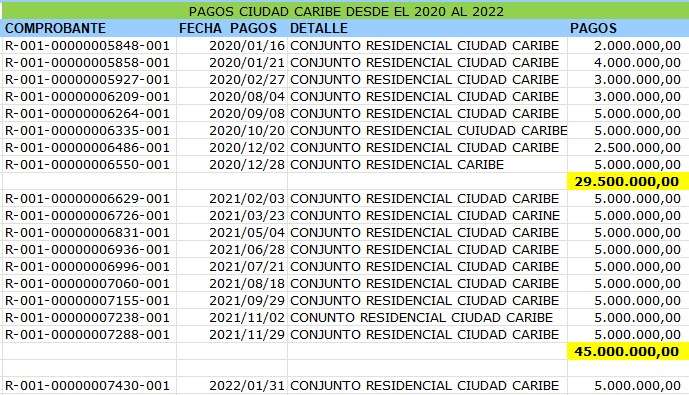 PAGOS CIUDAD CARIBE DESDE EL 2020 AL 2022
COMPROBANTE FECHA PAGOS DETALLE PAGOS
R-001-00000005848-001 2020/01/16 CONJUNTO RESIDENCIAL CIUDAD CARIBE 2.000.000,00
R-001-00000005858-001 2020/01/21 CONJUNTO RESIDENCIAL CIUDAD CARIBE 4.000.000,00
R-001-00000005927-001 2020/02/27 CONJUNTO RESIDENCIAL CIUDAD CARIBE 3.000.000,00
R-001-00000006209-001 2020/08/04 CONJUNTO RESIDENCIAL CIUDAD CARIBE 3.000.000,00
R-001-00000006264-001 2020/09/08 CONJUNTO RESIDENCIAL CIUDAD CARIBE 5.000.000,00
R-001-00000006335-001 2020/10/20 CONJUNTO RESIDENCIAL CUIUDAD CARIBE 5.000.000,00
R-001-00000006486-001 2020/12/02 CONJUNTO RESIDENCIAL CIUDAD CARIBE 2.500.000,00
R-001-00000006550-001 2020/12/28 CONJUNTO RESIDENCIAL CARIBE 5.000.000,00
29.500.000,00
R-001-00000006629-001 2021/02/03 CONJUNTO RESIDENCIAL CIUDAD CARIBE 5.000.000,00
R-001-00000006726-001 2021/03/23 CONJUNTO RESIDENCIAL CIUDAD CARINE 5.000.000,00
R-001-00000006831-001 2021/05/04 CONJUNTO RESIDENCIAL CIUDAD CARIBE 5.000.000,00
R-001-00000006936-001 2021/06/28 CONJUNTO RESIDENCIAL CIUDAD CARIBE 5.000.000,00
R-001-00000006996-001 2021/07/21 CONJUNTO RESIDENCIAL CIUDAD CARIBE 5.000.000,00
R-001-00000007060-001 2021/08/18 CONJUNTO RESIDENCIAL CIUDAD CARIBE 5.000.000,00
R-001-00000007155-001 2021/09/29 CONJUNTO RESIDENCIAL CIUDAD CARIBE 5.000.000,00
R-001-00000007238-001 2021/11/02 CONUNTO RESIDENCIAL CIUDAD CARIBE 5.000.000,00
R-001-00000007288-001 2021/11/29 CONJUNTO RESIDENCIAL CIUDAD CARIBE 5.000.000,00
45.000.000,00
R-001-00000007430-001 2022/01/31 CONJUNTO RESIDENCIAL CIUDAD CARIBE 5.000.000,00